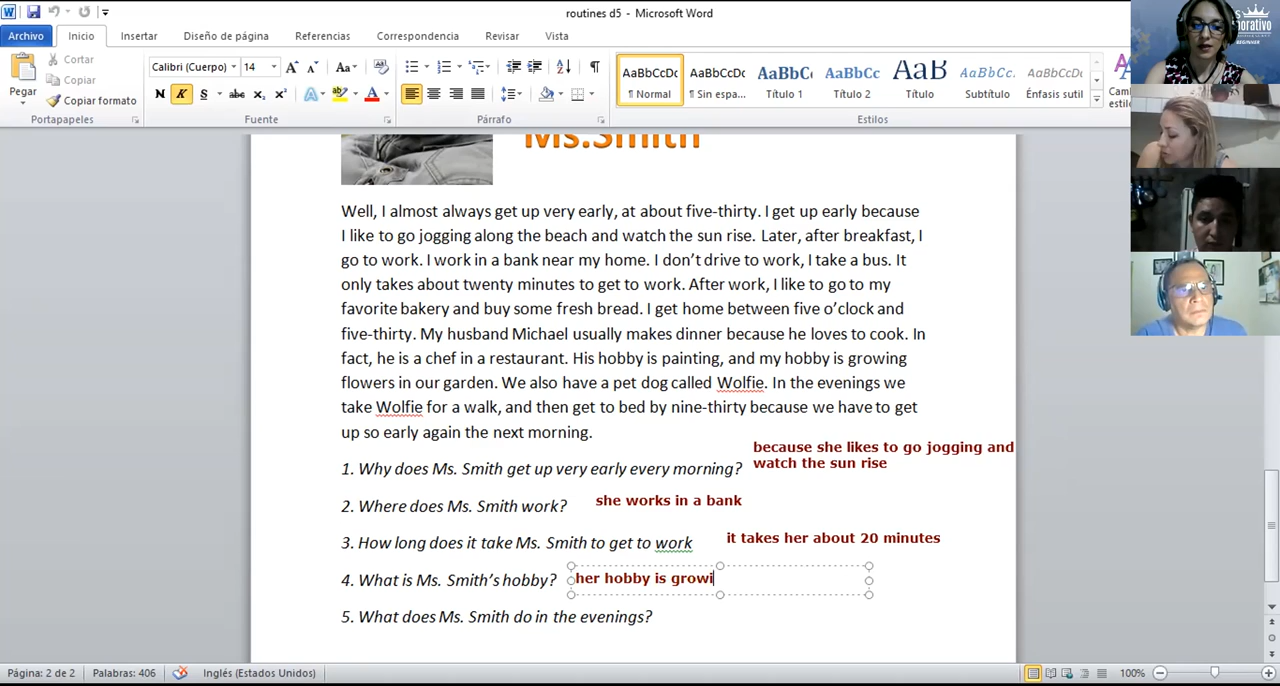 routines d5 - Microsoft Word
Archivo Inicio Insertar Diseño de página Referencias Correspondencia Revisar Vista
Pegar
Cortar
Copiar
Copiar formato
Portapapeles
Calibri (Cuerpo) 14
Fuente
Párrafo
AaBbCcDc AaBbCcDc AaBbC AaBbCc AaB AaBbCc. AaBbCcDc
¶ Normal ¶ Sin espa... Título 1 Título 2 Título Subtítulo Énfasis sutil
Estilos
BEGINNER
Ms.Smith
Well, I almost always get up very early, at about five-thirty. I get up early because
I like to go jogging along the beach and watch the sun rise. Later, after breakfast, I
go to work. I work in a bank near my home. I don’t drive to work, I take a bus. It
only takes about twenty minutes to get to work. After work, I like to go to my
favorite bakery and buy some fresh bread. I get home between five o’clock and
five-thirty. My husband Michael usually makes dinner because he loves to cook. In
fact, he is a chef in a restaurant. His hobby is painting, and my hobby is growing
flowers in our garden. We also have a pet dog called Wolfie. In the evenings we
take Wolfie for a walk, and then get to bed by nine-thirty because we have to get
up so early again the next morning.
because she likes to go jogging and
watch the sun rise
1. Why does Ms. Smith get up very early every morning?
2. Where does Ms. Smith work? she works in a bank
3. How long does it take Ms. Smith to get to work it takes her about 20 minutes
4. What is Ms. Smith’s hobby? her hobby is growi
5. What does Ms. Smith do in the evenings?
Página: 2 de 2 Palabras: 406 Inglés (Estados Unidos) 100%